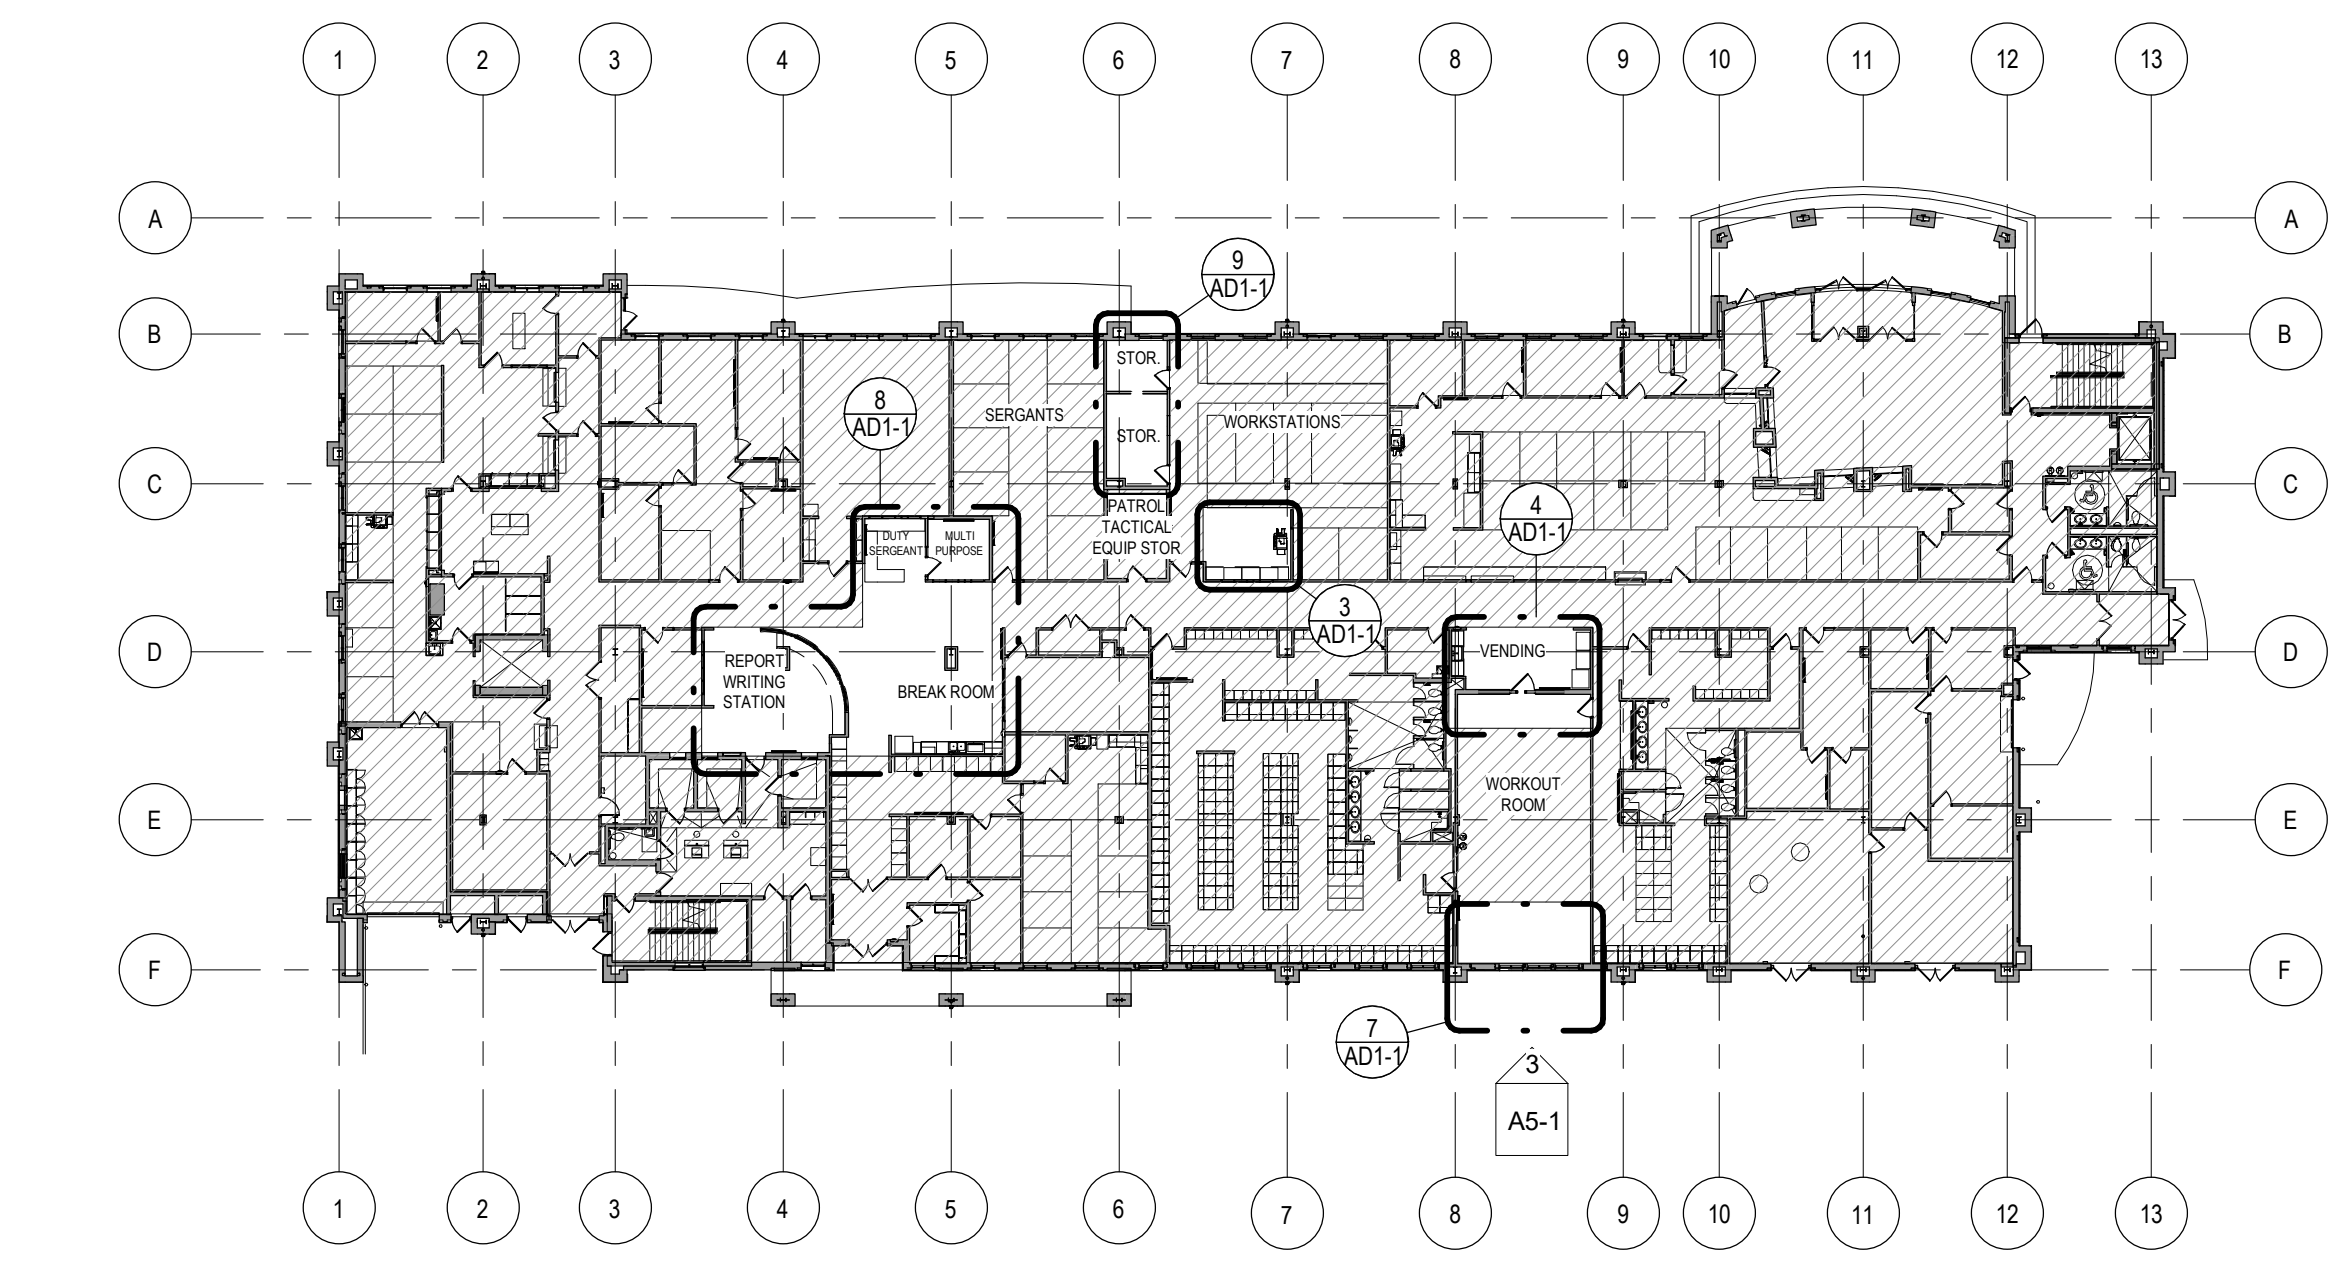 1 2 3 4 5 6 7 8 9 10 11 12 13
A A
9
AD1-1
B B
STOR.
8
AD1-1
SERGANTS
STOR.
WORKSTATIONS
C C
4
AD1-1
PATROL
TACTICAL
EQUIP STOR
DUTY
SERGEANT
MULTI
PURPOSE
3
AD1-1
D D
VENDING
REPORT
WRITING
STATION
BREAK ROOM
WORKOUT
ROOM
E E
F F
7
AD1-1
3
A5-1
1 2 3 4 5 6 7 8 9 10 11 12 13